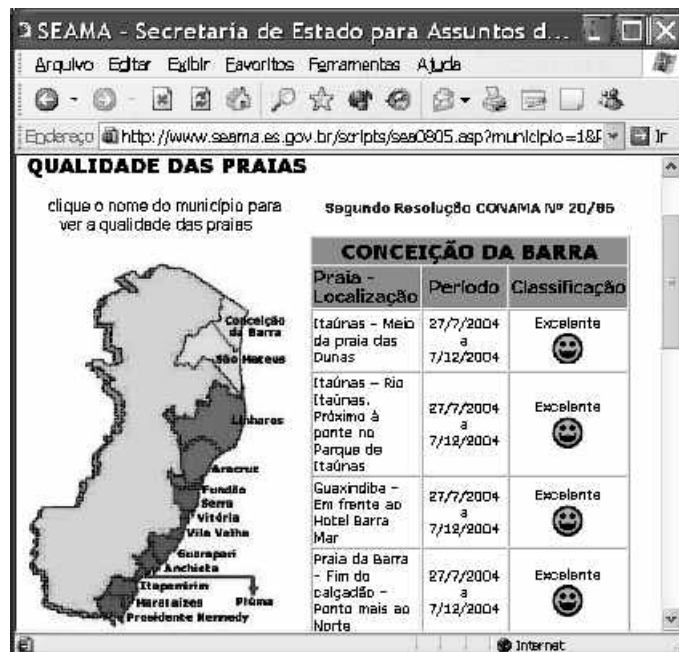 SEAMA - Secretaria de Estado para Assuntos d...
Arquivo Editar Exibir Favoritos Ferramentas Ajuda
Endereço http://www.seama.es.gov.br/scripts/sea0805.asp?municipio=1& Ir
QUALIDADE DAS PRAIAS
clique o nome do município para
ver a qualidade das praias
Conceição
da Barra
São Mateus
Linhares
Aracruz
Fundão
Serra
Vitória
Vila Velha
Guarapari
Anchieta
Itapemirim
Marataízes Piúma
Presidente Kennedy
Segundo Resolução CONAMA Nº 20/86
CONCEIÇÃO DA BARRA
Praia -
Localização
Período
Classificação
Itaúnas - Meio
da praia das
Dunas
27/7/2004
a
7/12/2004
Excelente
Itaúnas - Rio
Itaúnas.
Próximo à
ponte no
Parque de
Itaúnas
27/7/2004
a
7/12/2004
Excelente
Guaxindiba -
Em frente ao
Hotel Barra
Mar
27/7/2004
a
7/12/2004
Excelente
Praia da Barra
- Fim do
calçadão -
Ponto mais ao
Norte
27/7/2004
a
7/12/2004
Excelente
Internet